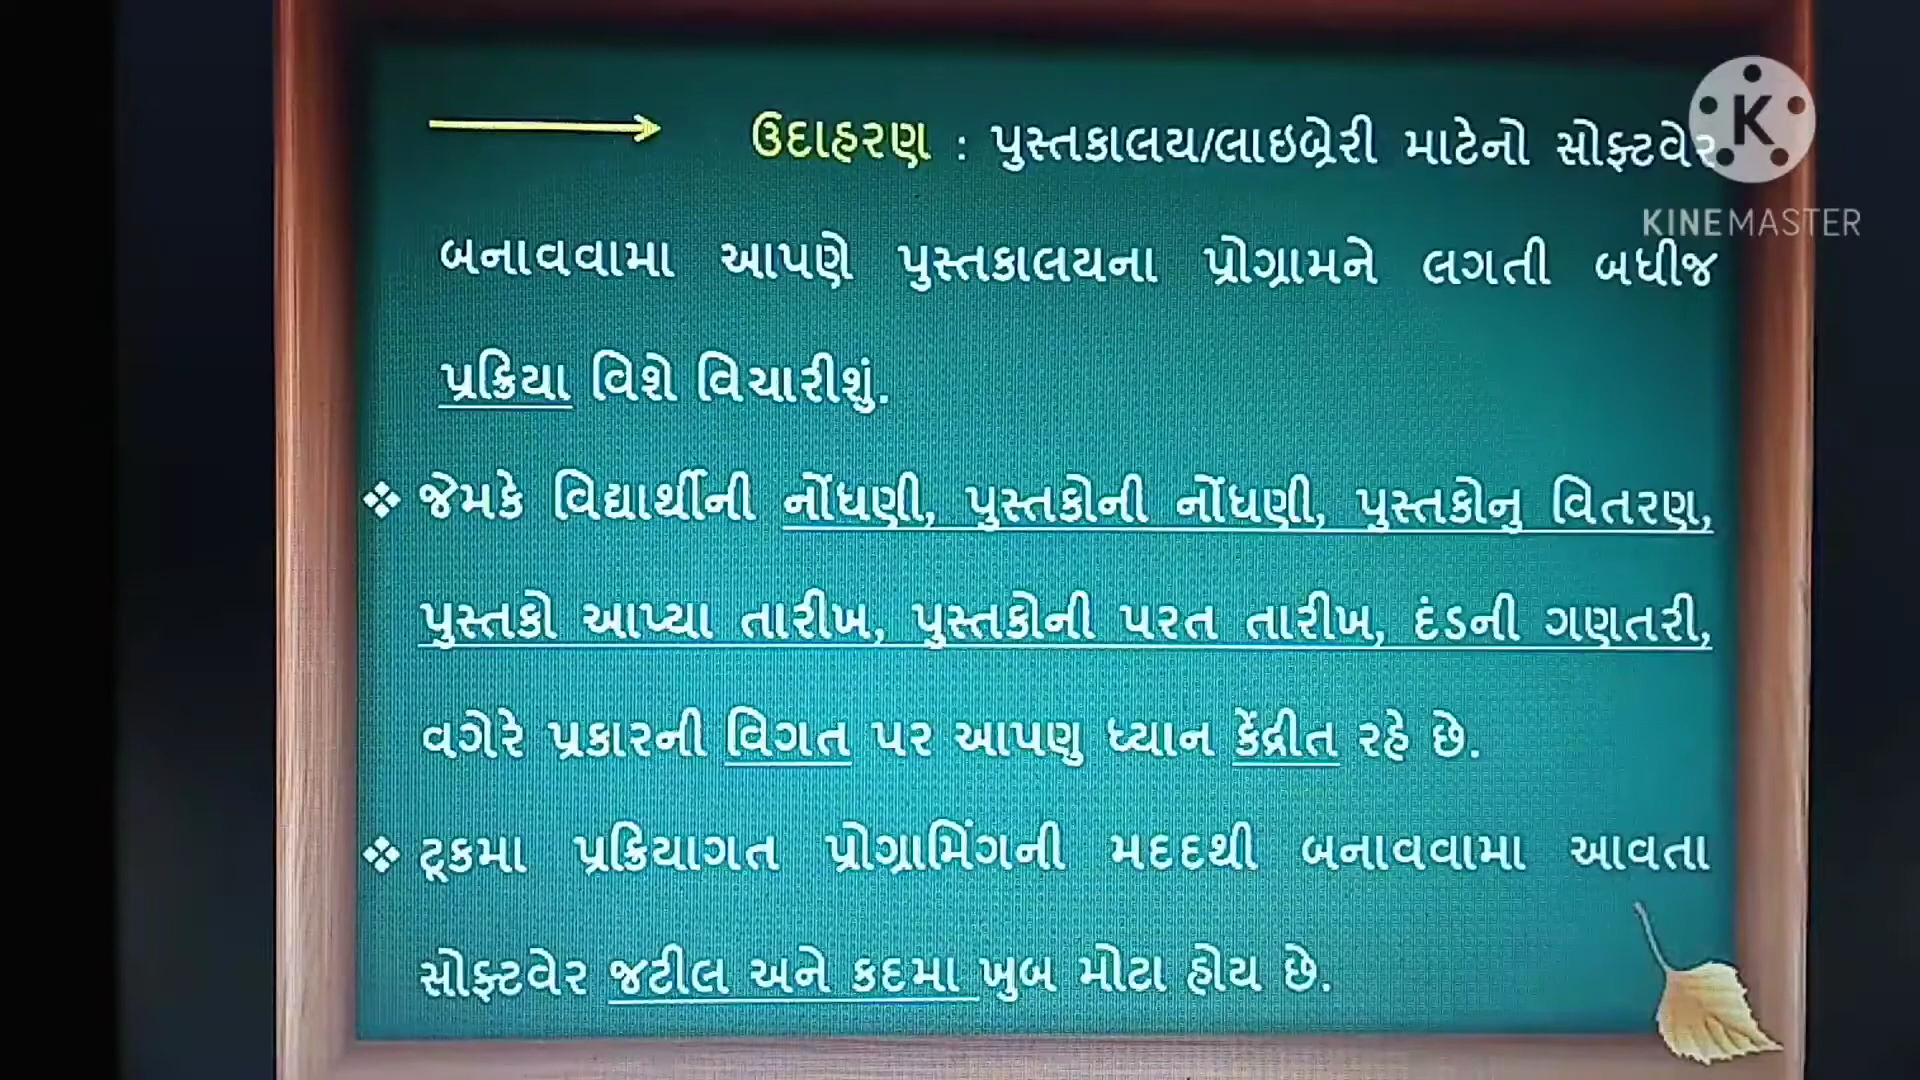 ઉદાહરણ : પુસ્તકાલય/લાઇબ્રેરી માટેનો સોફ્ટવેર
બનાવવામા આપણે પુસ્તકાલયના પ્રોગ્રામને લગતી બધીજ
પ્રક્રિયા વિશે વિચારીશું.
❖ જેમકે વિદ્યાર્થીની નોંધણી, પુસ્તકોની નોંધણી, પુસ્તકોનુ વિતરણ,
પુસ્તકો આપ્યા તારીખ, પુસ્તકોની પરત તારીખ, દંડની ગણતરી,
વગેરે પ્રકારની વિગત પર આપણુ ધ્યાન કેંદ્રીત રહે છે.
❖ ટૂકમા પ્રક્રિયાગત પ્રોગ્રામિંગની મદદથી બનાવવામા આવતા
સોફ્ટવેર જટીલ અને કદમા ખુબ મોટા હોય છે.
K
KINEMASTER